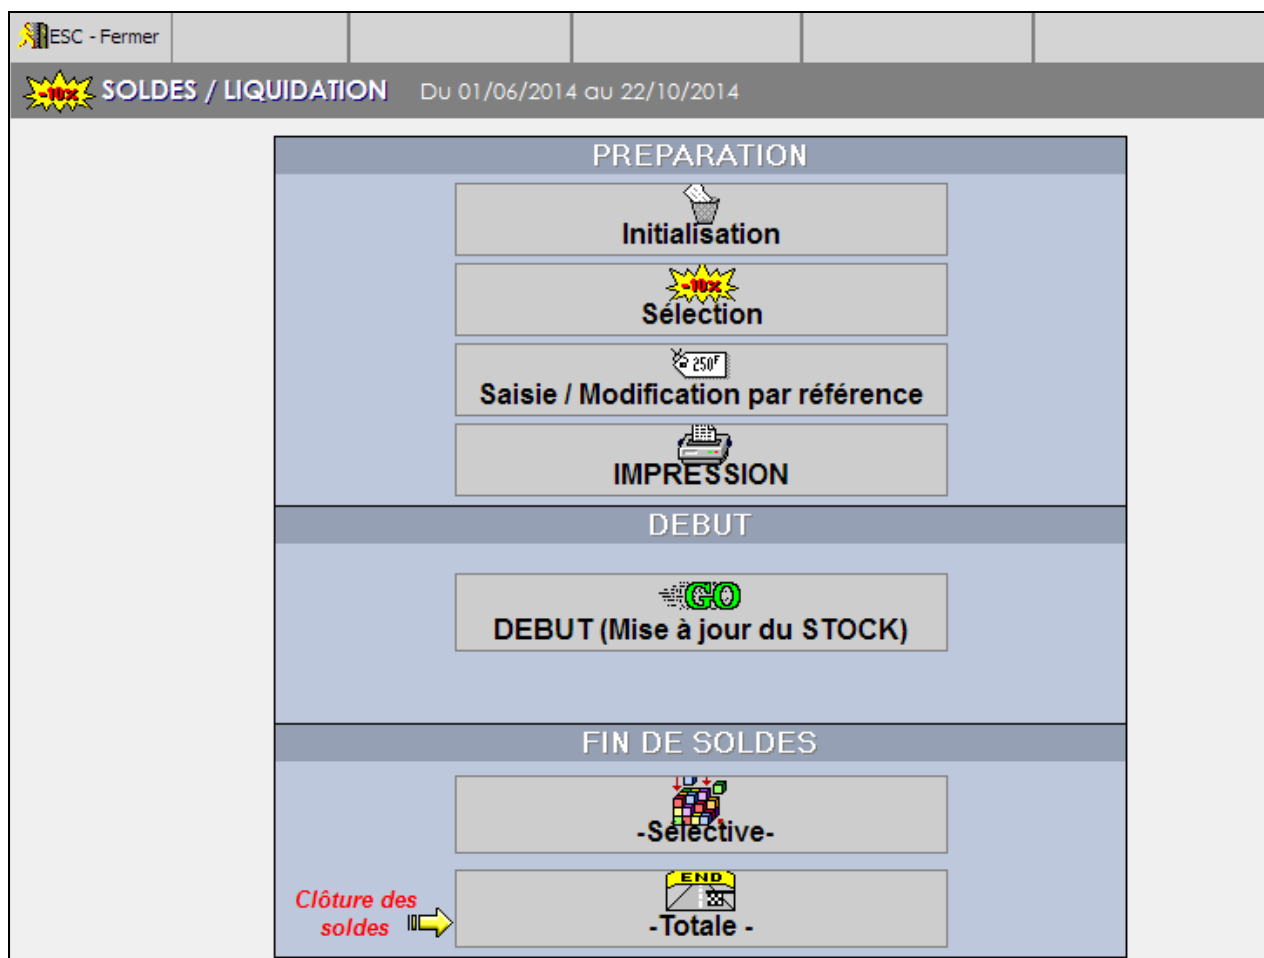 ESC - Fermer
-10% SOLDES / LIQUIDATION Du 01/06/2014 au 22/10/2014
PREPARATION
Initialisation
-10%
Sélection
250F
Saisie / Modification par référence
IMPRESSION
DEBUT
GO
DEBUT (Mise à jour du STOCK)
FIN DE SOLDES
-Sélective-
END
Clôture des
soldes
-Totale -